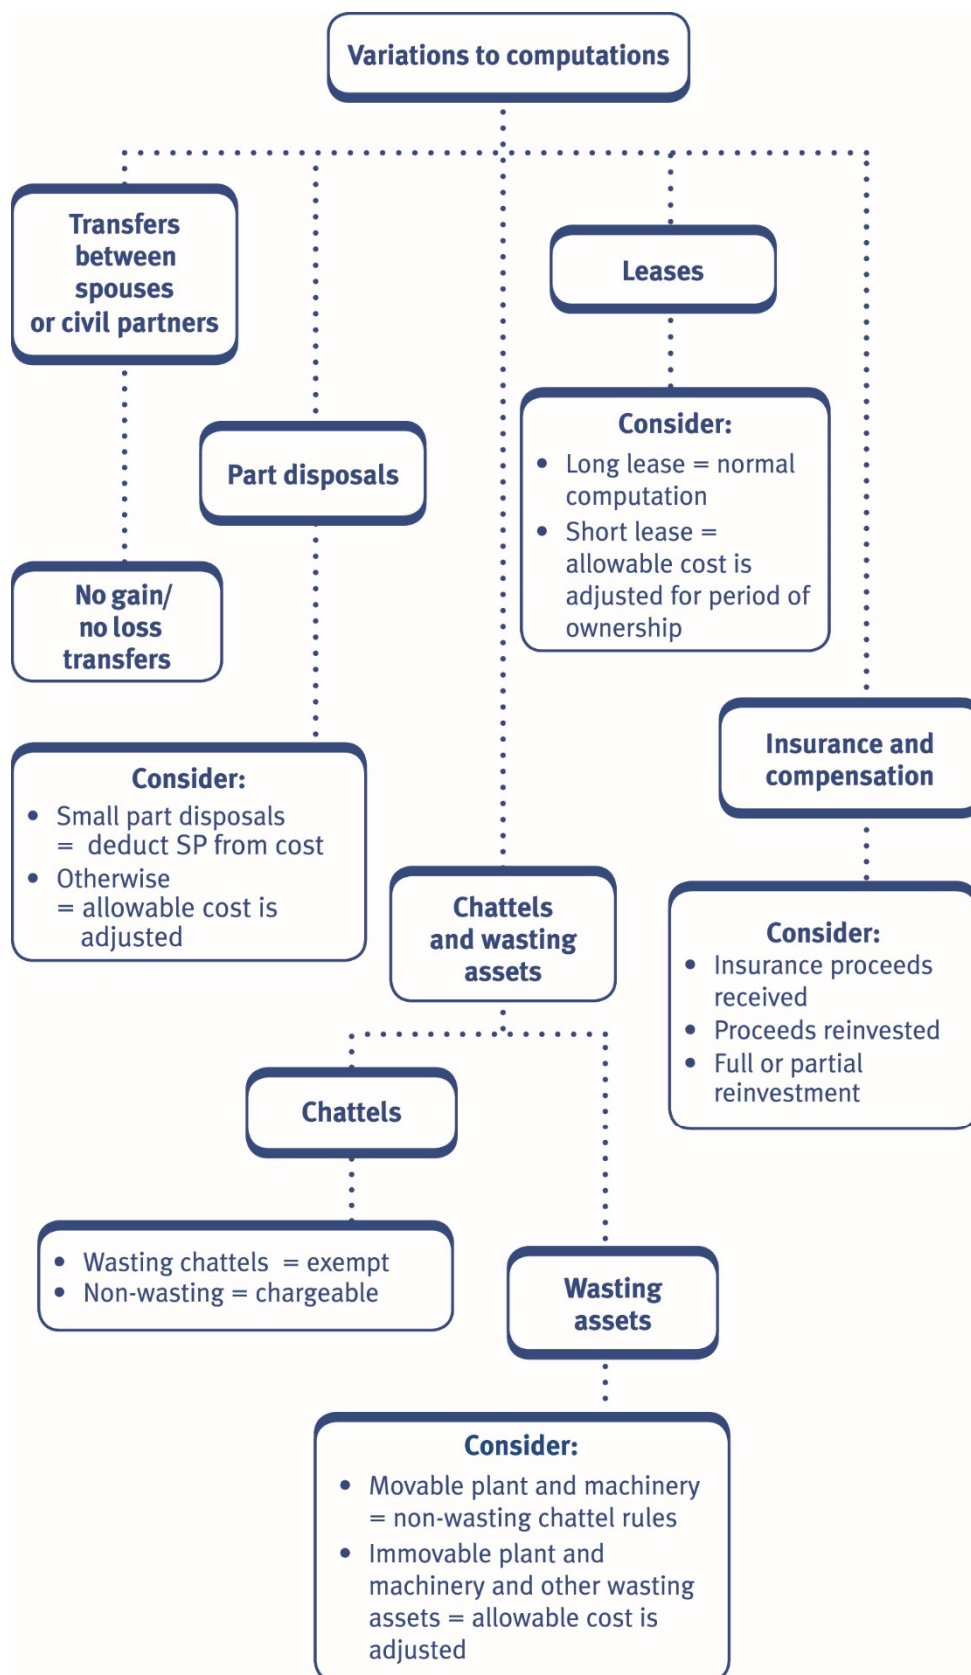 Variations to computations
Transfers
between
spouses
or civil partners
Leases
Consider:
• Long lease = normal
computation
• Short lease =
allowable cost is
adjusted for period of
ownership
Part disposals
No gain/
no loss
transfers
Insurance and
compensation
Consider:
• Small part disposals
= deduct SP from cost
• Otherwise
= allowable cost is
adjusted
Chattels
and wasting
assets
Consider:
• Insurance proceeds
received
• Proceeds reinvested
• Full or partial
reinvestment
Chattels
• Wasting chattels = exempt
• Non-wasting = chargeable
Wasting
assets
Consider:
• Movable plant and machinery
= non-wasting chattel rules
• Immovable plant and
machinery and other wasting
assets = allowable cost is
adjusted